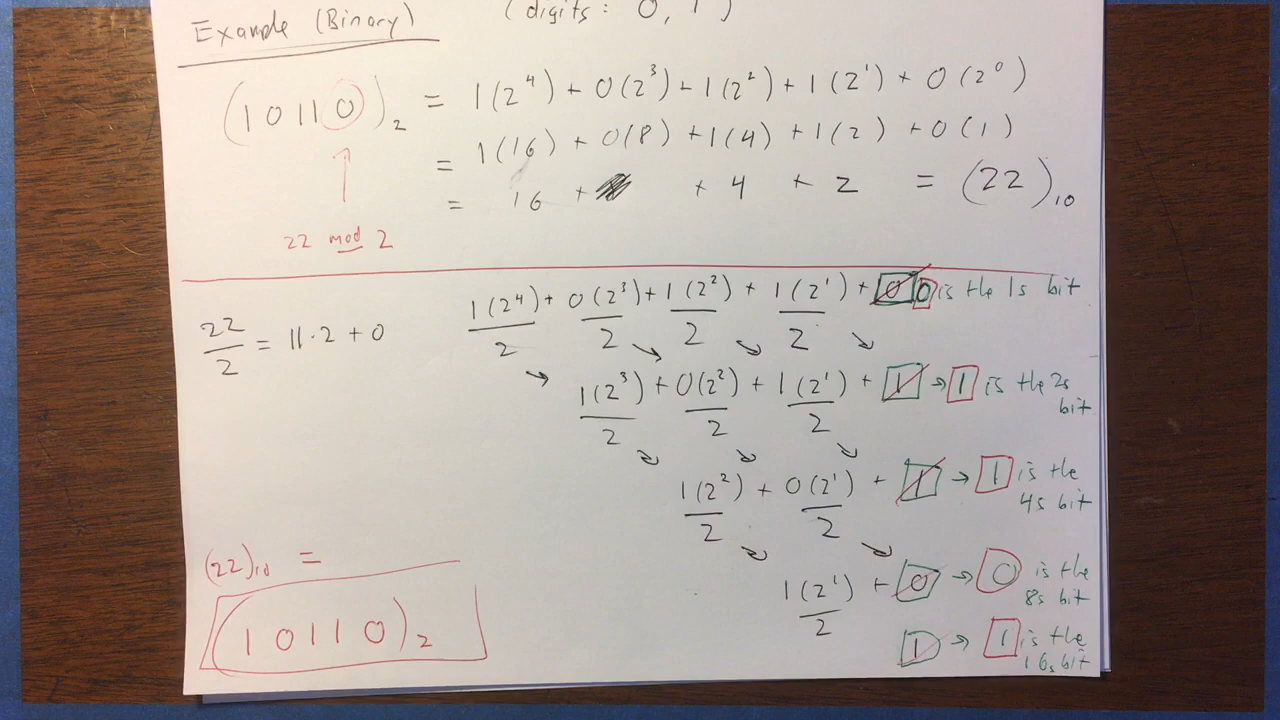 Example (Binary) (digits: 0, 1)
(10110)₂ = 1(2⁴) + 0(2³) + 1(2²) + 1(2¹) + 0(2⁰)
= 1(16) + 0(8) + 1(4) + 1(2) + 0(1)
= 16 + + 4 + 2 = (22)₁₀
22 mod 2
22/2 = 11·2 + 0
1(2⁴)/2 + 0(2³)/2 + 1(2²)/2 + 1(2¹)/2 + 0 0 is the 1s bit
1(2³)/2 + 0(2²)/2 + 1(2¹)/2 + 1 → 1 is the 2s bit
1(2²)/2 + 0(2¹)/2 + 1 → 1 is the 4s bit
1(2¹)/2 + 0 → 0 is the 8s bit
1 → 1 is the 16s bit
(22)₁₀ =
(10110)₂